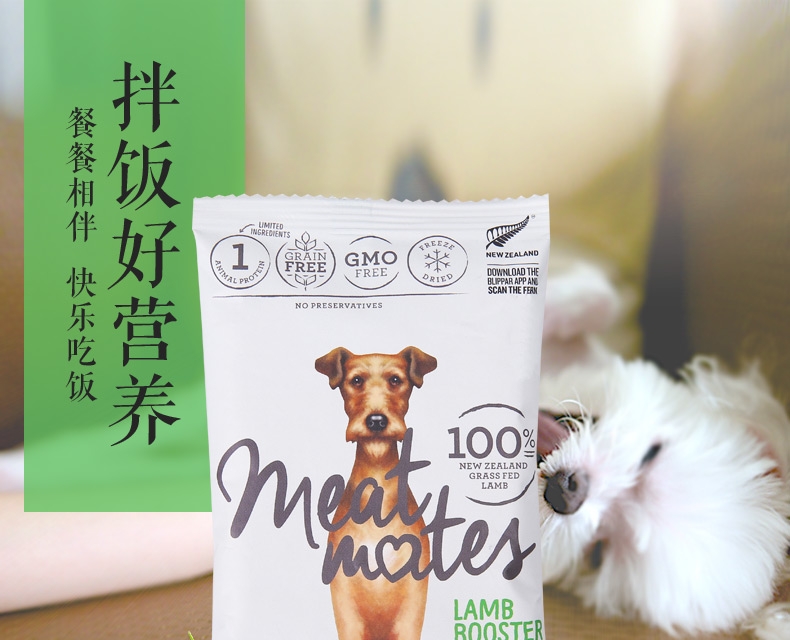 拌饭好营养
餐餐相伴 快乐吃饭
LIMITED
INGREDIENTS
1
ANIMAL PROTEIN
GRAIN
FREE
GMO
FREE
FREEZE
DRIED
NO PRESERVATIVES
NEW ZEALAND
DOWNLOAD THE
BLIPPAR APP AND
SCAN THE FERN
100%
NEW ZEALAND
GRASS FED
LAMB
Meat
mates
LAMB
BOOSTER